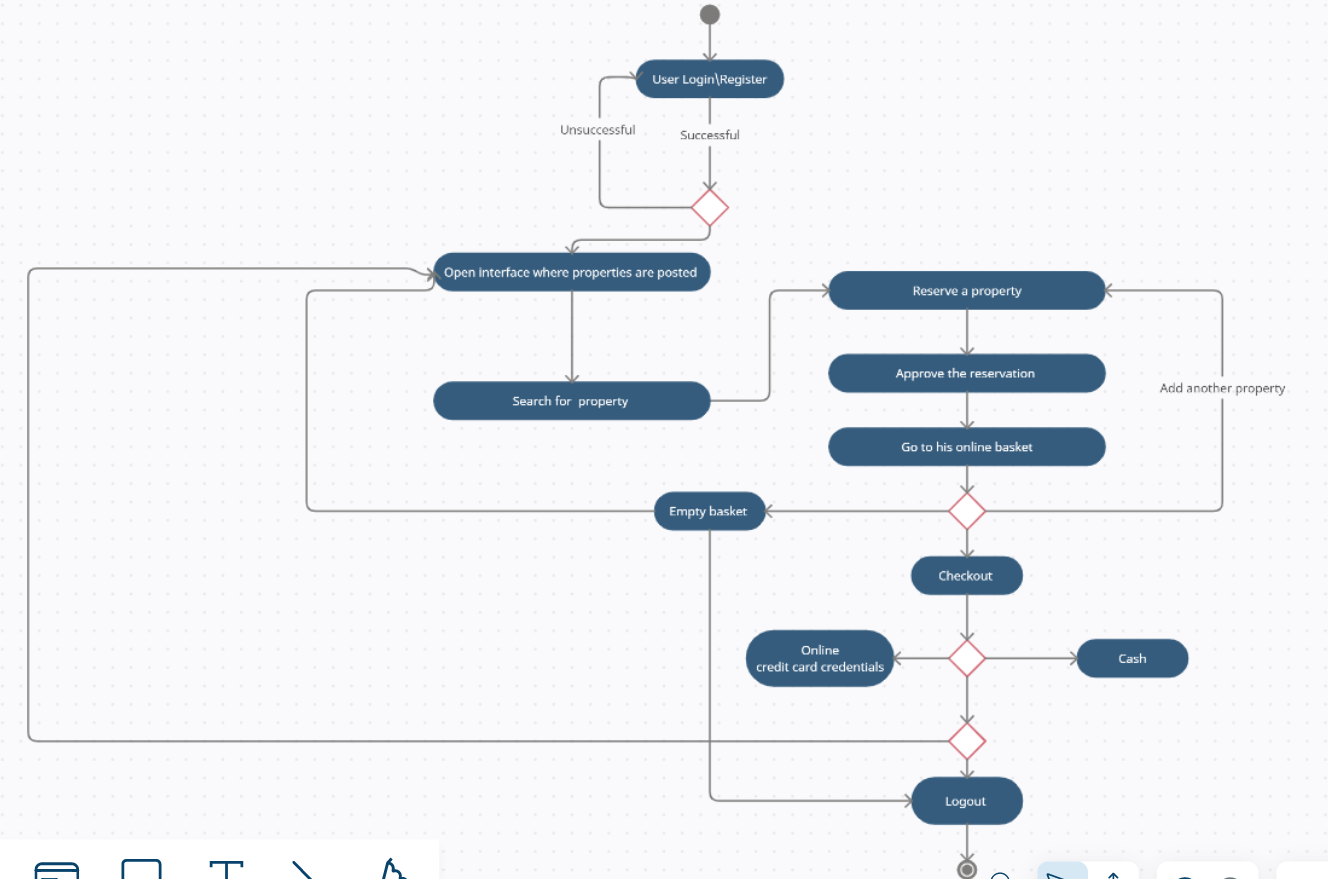 User Login\Register
Unsuccessful
Successful
Open interface where properties are posted
Reserve a property
Approve the reservation
Add another property
Search for  property
Go to his online basket
Empty basket
Checkout
Online
credit card credentials
Cash
Logout
T